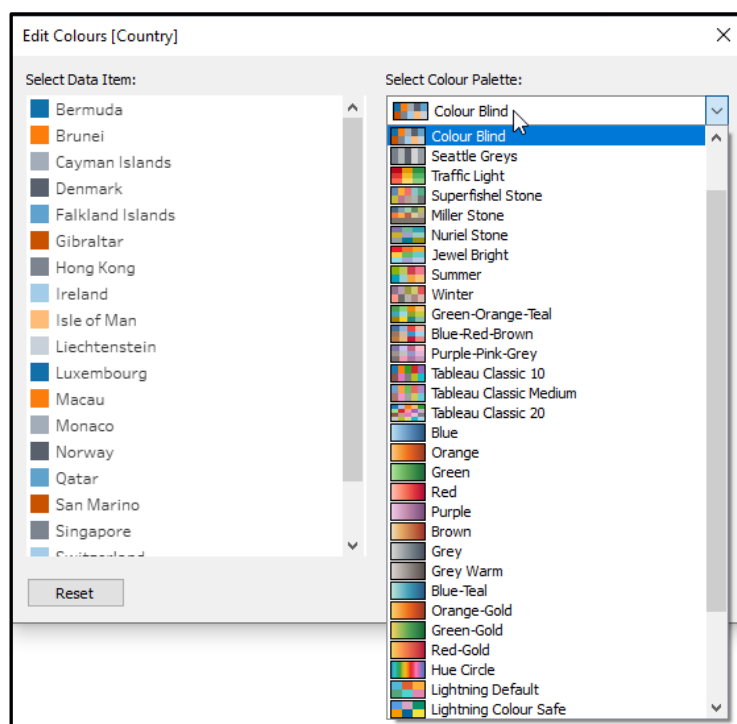 Edit Colours [Country]
Select Data Item:
Bermuda
Brunei
Cayman Islands
Denmark
Falkland Islands
Gibraltar
Hong Kong
Ireland
Isle of Man
Liechtenstein
Luxembourg
Macau
Monaco
Norway
Qatar
San Marino
Singapore
Switzerland
Reset
Select Colour Palette:
Colour Blind
Colour Blind
Seattle Greys
Traffic Light
Superfishel Stone
Miller Stone
Nuriel Stone
Jewel Bright
Summer
Winter
Green-Orange-Teal
Blue-Red-Brown
Purple-Pink-Grey
Tableau Classic 10
Tableau Classic Medium
Tableau Classic 20
Blue
Orange
Green
Red
Purple
Brown
Grey
Grey Warm
Blue-Teal
Orange-Gold
Green-Gold
Red-Gold
Hue Circle
Lightning Default
Lightning Colour Safe